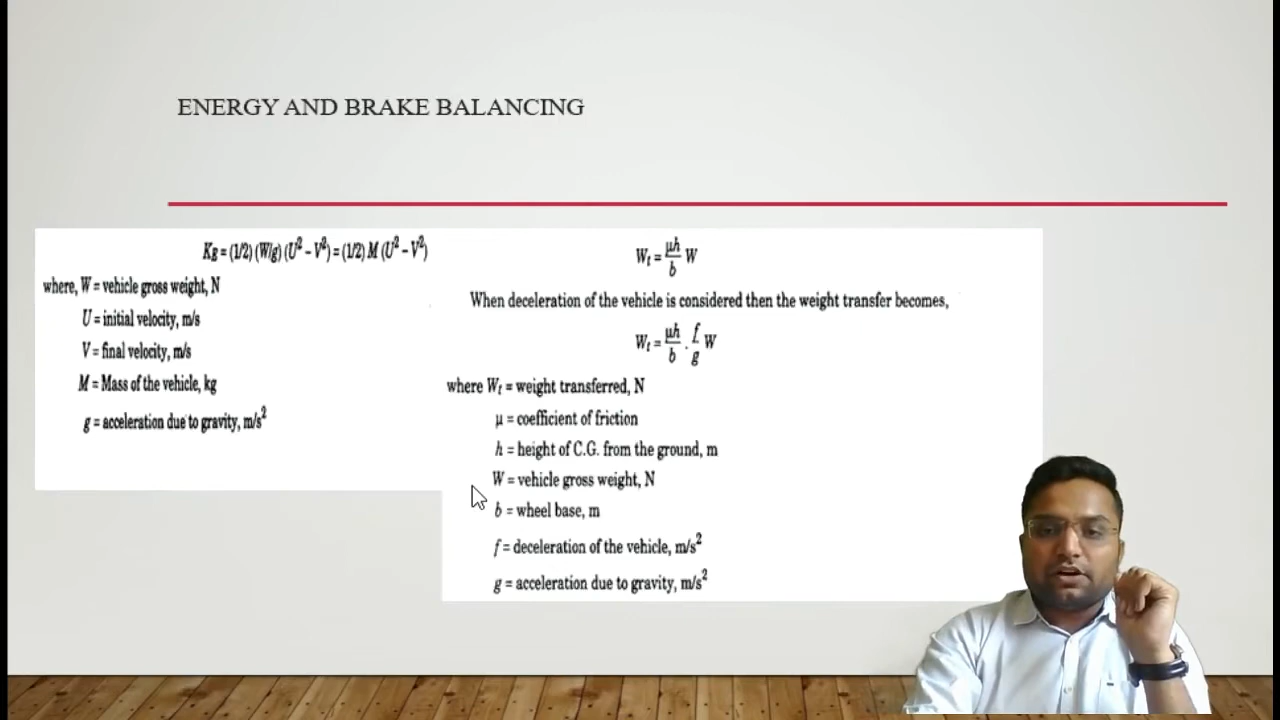 ENERGY AND BRAKE BALANCING
Kg = (1/2) (W/g) (U² – V²) = (1/2) M (U² – V²)
where, W = vehicle gross weight, N
U = initial velocity, m/s
V = final velocity, m/s
M = Mass of the vehicle, kg
g = acceleration due to gravity, m/s²
Wₜ = μh/b W
When deceleration of the vehicle is considered then the weight transfer becomes,
Wₜ = μh/b . f/g W
where Wₜ = weight transferred, N
μ = coefficient of friction
h = height of C.G. from the ground, m
W = vehicle gross weight, N
b = wheel base, m
f = deceleration of the vehicle, m/s²
g = acceleration due to gravity, m/s²